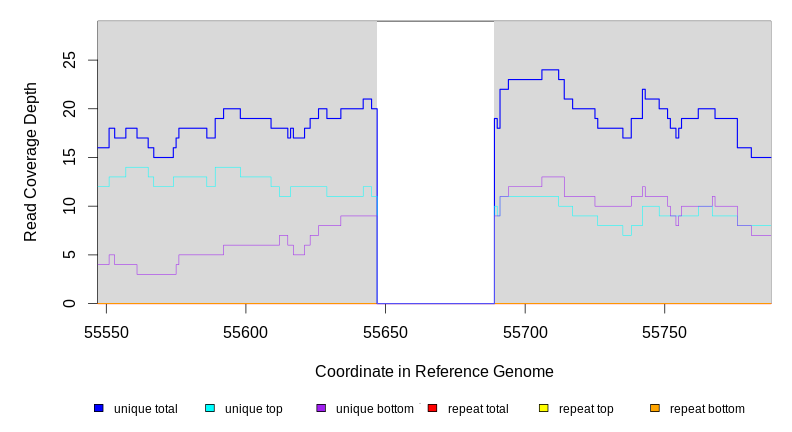 Read Coverage Depth
25
20
15
10
5
0
55550 55600 55650 55700 55750
Coordinate in Reference Genome
unique total unique top unique bottom repeat total repeat top repeat bottom